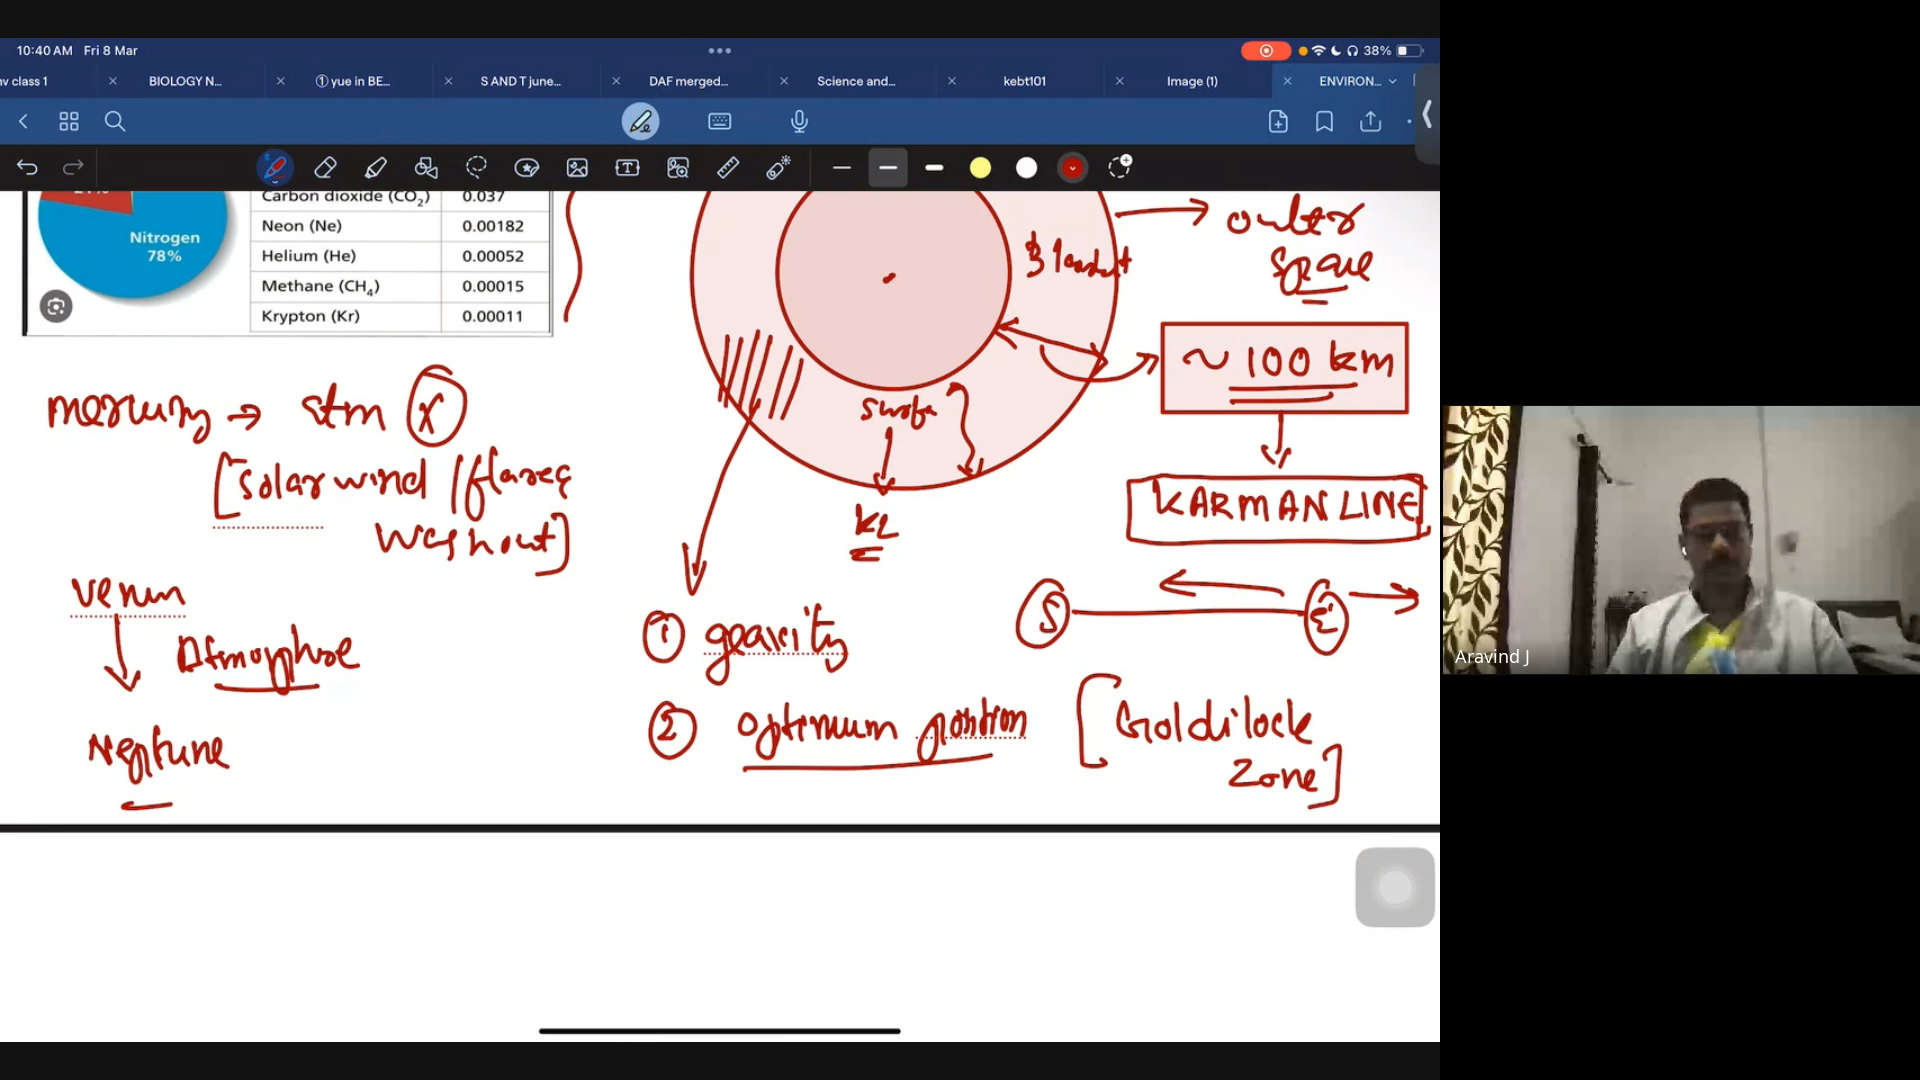 10:40 AM Fri 8 Mar
38%
nv class 1
BIOLOGY N...
① yue in BE...
S AND T june...
DAF merged...
Science and...
kebt101
Image (1)
ENVIRON...
Carbon dioxide (CO₂) 0.037
Neon (Ne) 0.00182
Helium (He) 0.00052
Methane (CH₄) 0.00015
Krypton (Kr) 0.00011
Nitrogen
78%
outer
space
~ 100 km
KARMAN LINE
KL
mercury → atm X
[solar wind / flares
washout]
Venus
Atmosphere
Neptune
① gravity
S E
② optimum position [Goldilock
Zone]
Aravind J